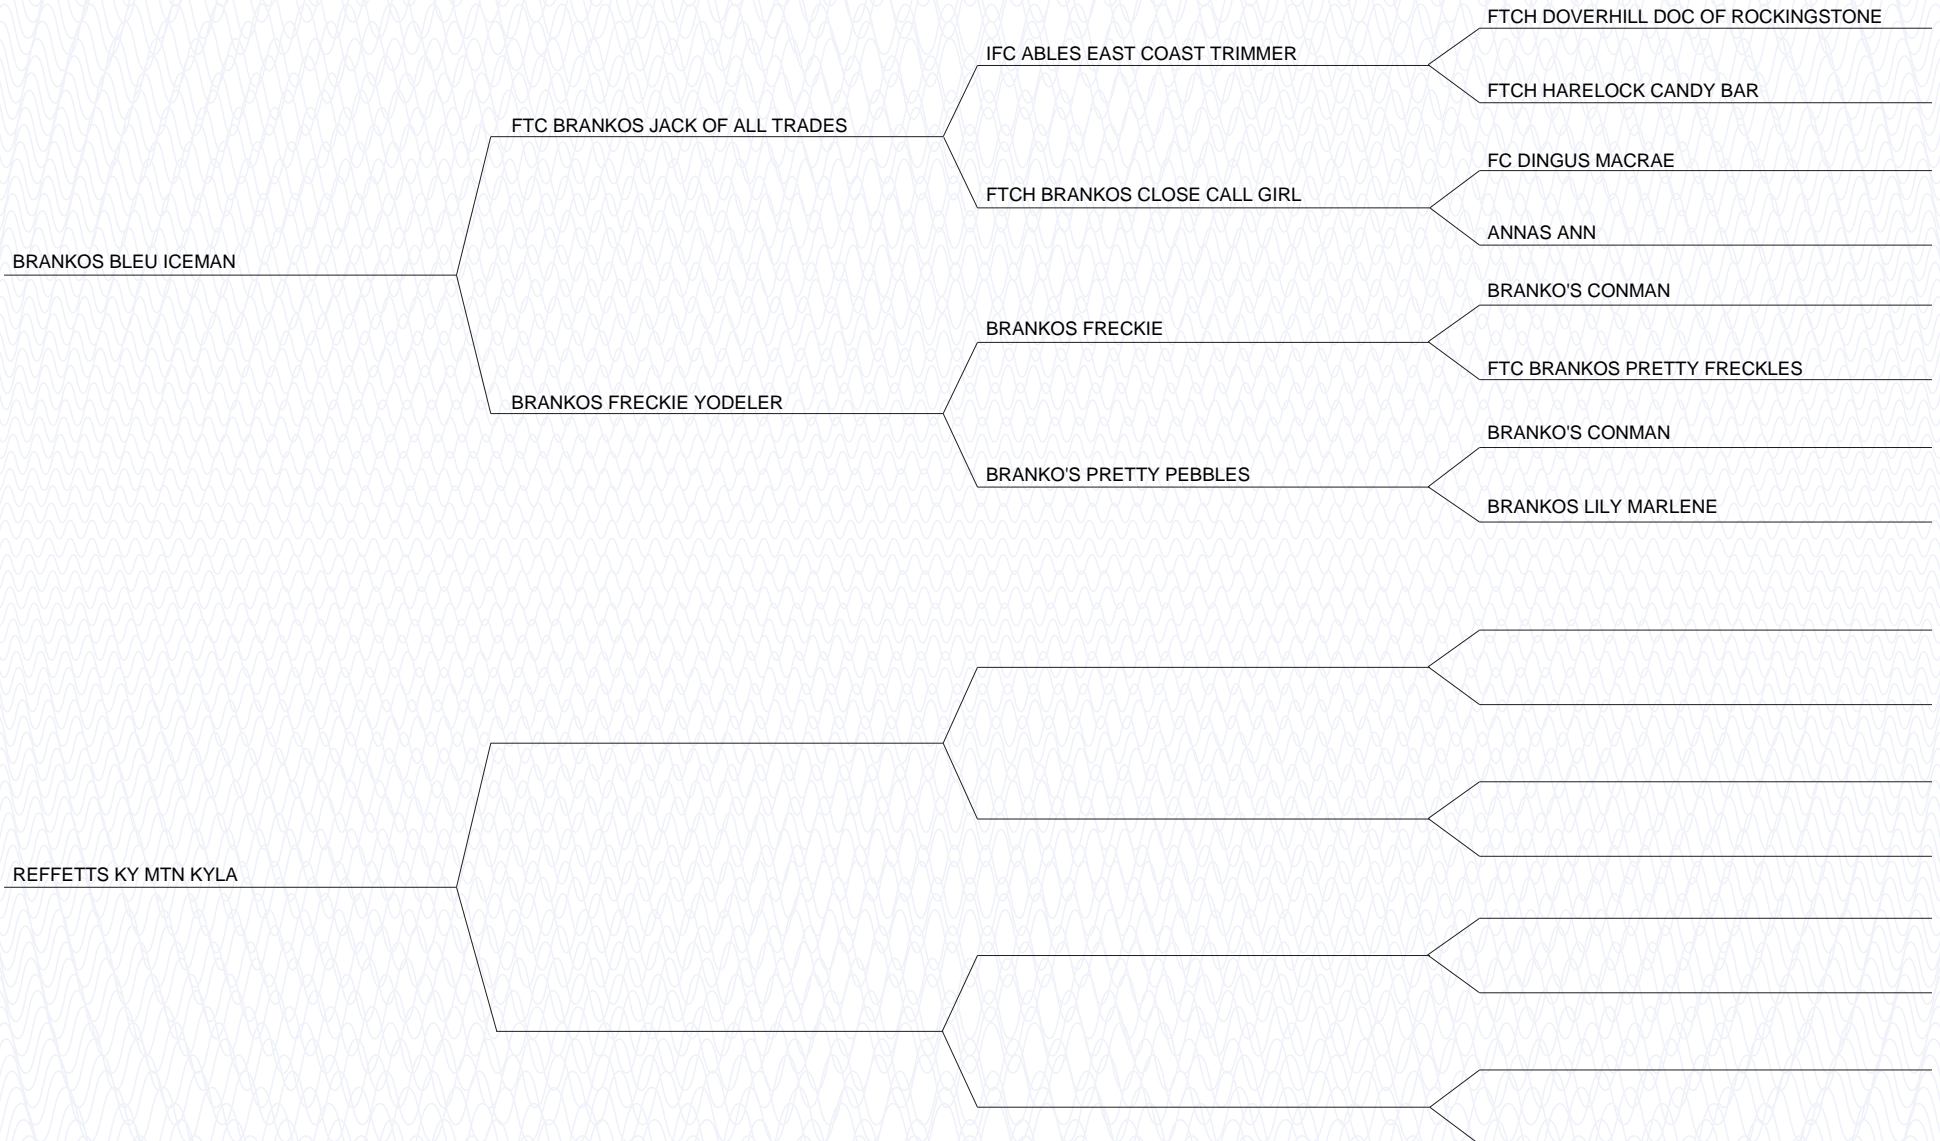 FTCH DOVERHILL DOC OF ROCKINGSTONE
IFC ABLES EAST COAST TRIMMER
FTCH HARELOCK CANDY BAR
FTC BRANKOS JACK OF ALL TRADES
FC DINGUS MACRAE
FTCH BRANKOS CLOSE CALL GIRL
ANNAS ANN
BRANKOS BLEU ICEMAN
BRANKO'S CONMAN
BRANKOS FRECKIE
FTC BRANKOS PRETTY FRECKLES
BRANKOS FRECKIE YODELER
BRANKO'S CONMAN
BRANKO'S PRETTY PEBBLES
BRANKOS LILY MARLENE
REFFETTS KY MTN KYLA